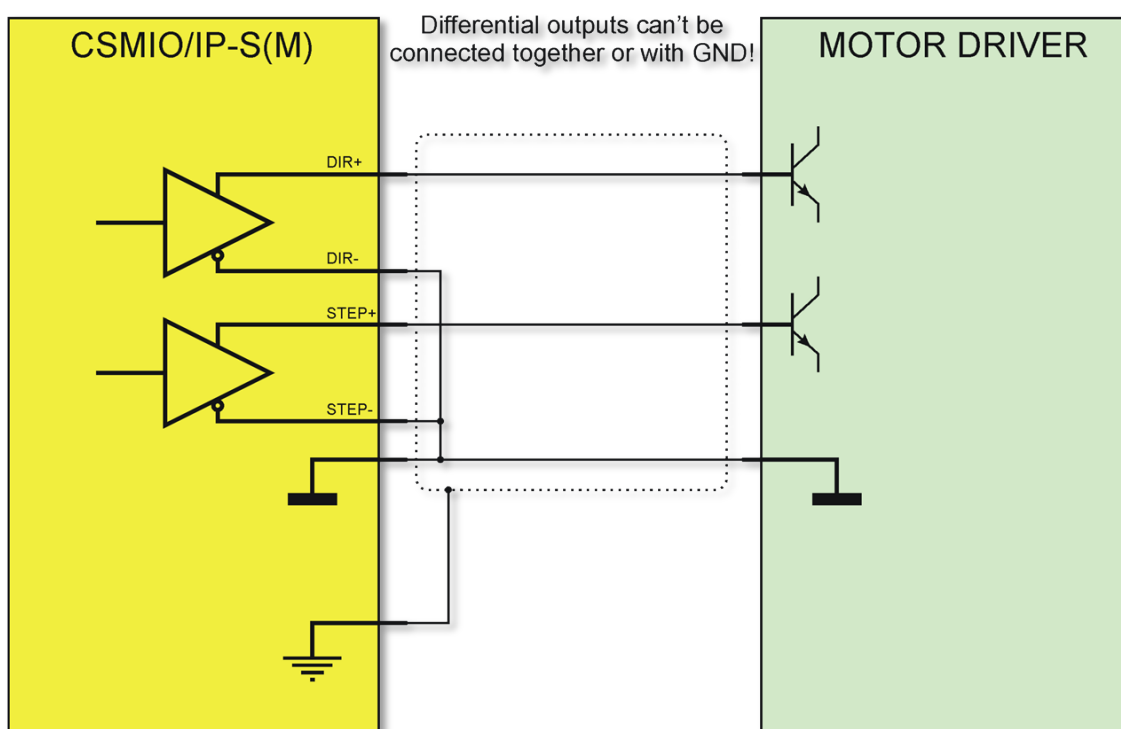 CSMIO/IP-S(M)
Differential outputs can't be
connected together or with GND!
MOTOR DRIVER
DIR+
DIR-
STEP+
STEP-